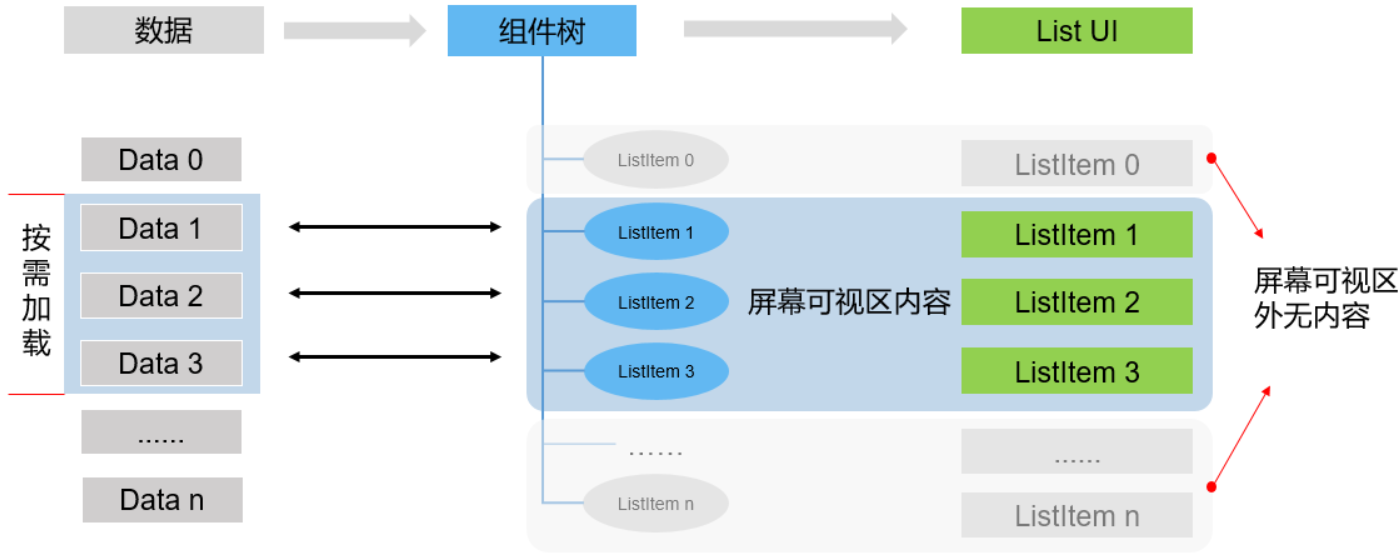 数据
组件树
List UI
Data 0
ListItem 0
ListItem 0
按需加载
Data 1
ListItem 1
ListItem 1
Data 2
ListItem 2
屏幕可视区内容
ListItem 2
屏幕可视区
外无内容
Data 3
ListItem 3
ListItem 3
......
......
......
Data n
ListItem n
ListItem n